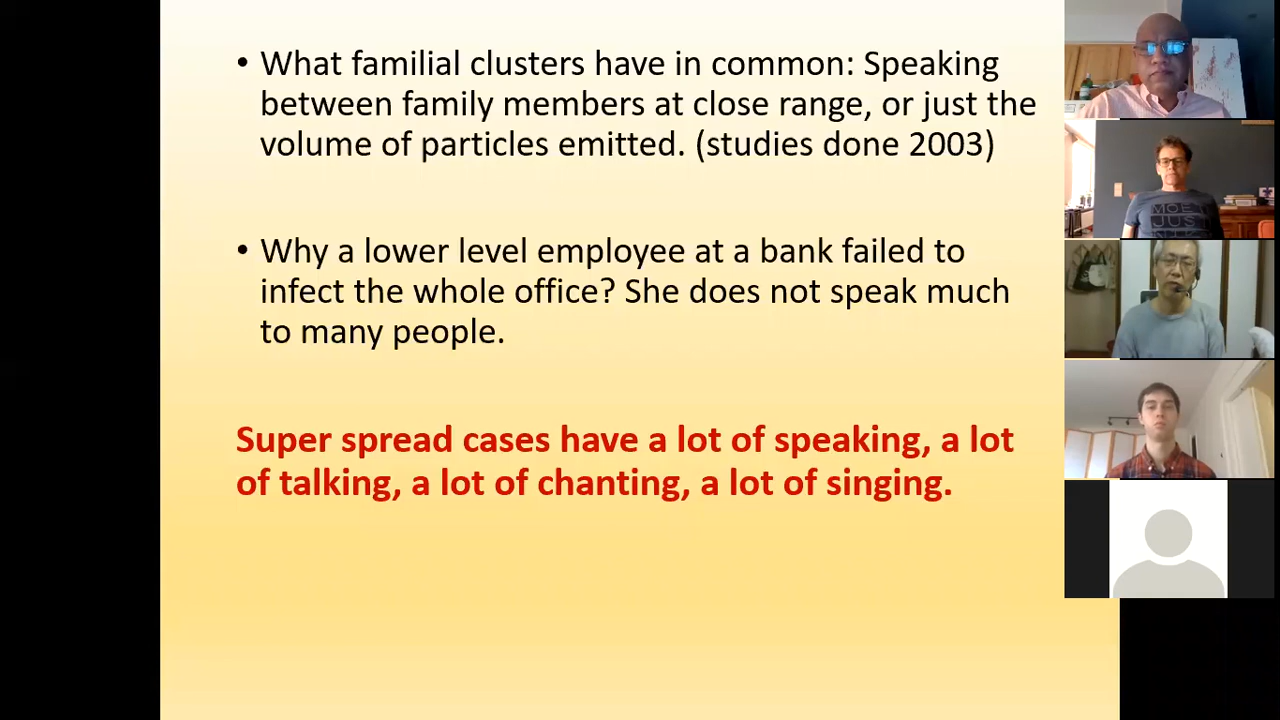 • What familial clusters have in common: Speaking
between family members at close range, or just the
volume of particles emitted. (studies done 2003)
• Why a lower level employee at a bank failed to
infect the whole office? She does not speak much
to many people.
Super spread cases have a lot of speaking, a lot
of talking, a lot of chanting, a lot of singing.
JUST